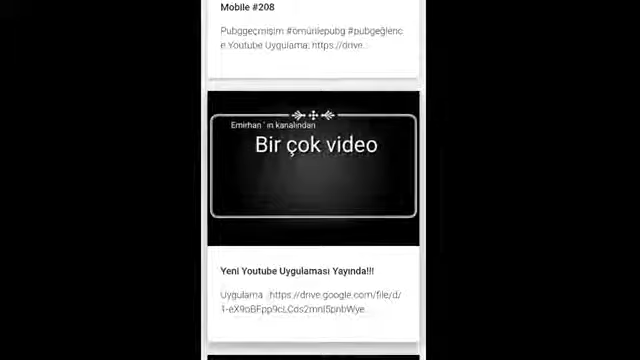 Mobile #208
Pubggeçmişim #ömürlepubg #pubgeğlenc
e Youtube Uygulama: https://drive...
Emirhan ' ın kanalından
Bir çok video
Yeni Youtube Uygulaması Yayında!!!
Uygulama : https://drive.google.com/file/d/